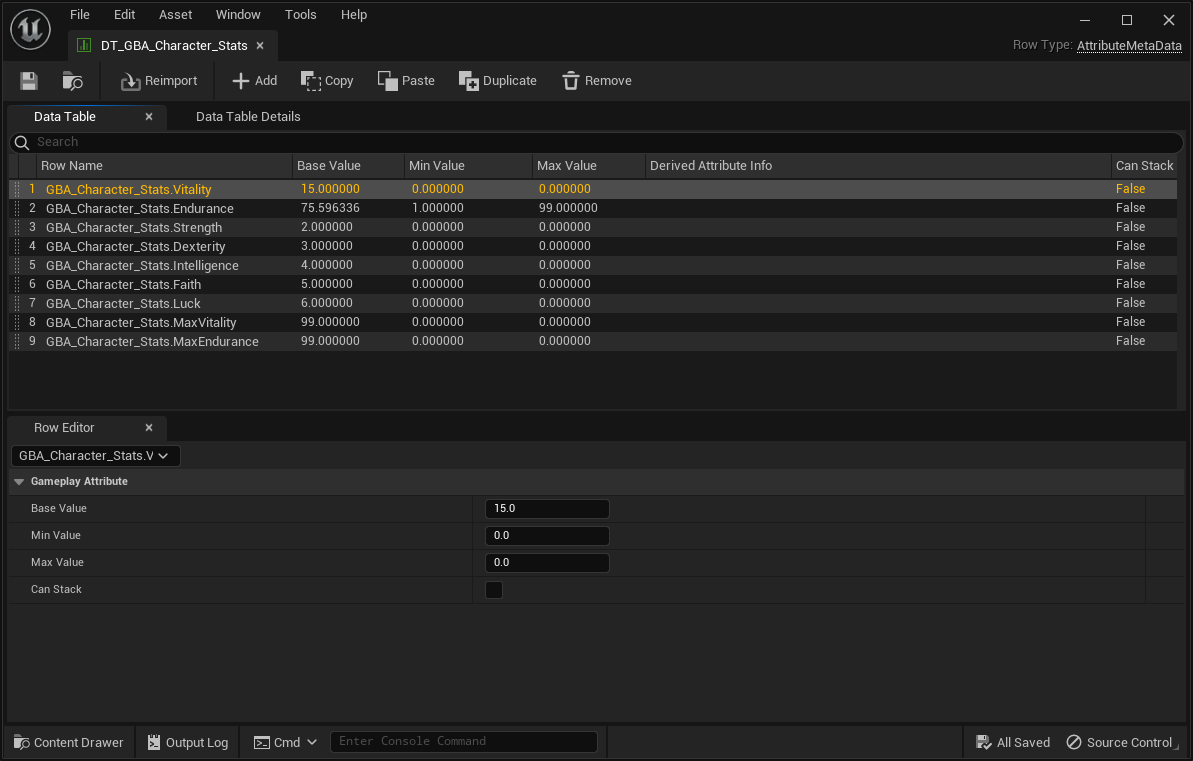 File Edit Asset Window Tools Help
DT_GBA_Character_Stats
Row Type: AttributeMetaData
Reimport Add Copy Paste Duplicate Remove
Data Table Data Table Details
Search
Row Name Base Value Min Value Max Value Derived Attribute Info Can Stack
1 GBA_Character_Stats.Vitality 15.000000 0.000000 0.000000 False
2 GBA_Character_Stats.Endurance 75.596336 1.000000 99.000000 False
3 GBA_Character_Stats.Strength 2.000000 0.000000 0.000000 False
4 GBA_Character_Stats.Dexterity 3.000000 0.000000 0.000000 False
5 GBA_Character_Stats.Intelligence 4.000000 0.000000 0.000000 False
6 GBA_Character_Stats.Faith 5.000000 0.000000 0.000000 False
7 GBA_Character_Stats.Luck 6.000000 0.000000 0.000000 False
8 GBA_Character_Stats.MaxVitality 99.000000 0.000000 0.000000 False
9 GBA_Character_Stats.MaxEndurance 99.000000 0.000000 0.000000 False
Row Editor
GBA_Character_Stats.V
Gameplay Attribute
Base Value 15.0
Min Value 0.0
Max Value 0.0
Can Stack
Content Drawer Output Log Cmd Enter Console Command All Saved Source Control